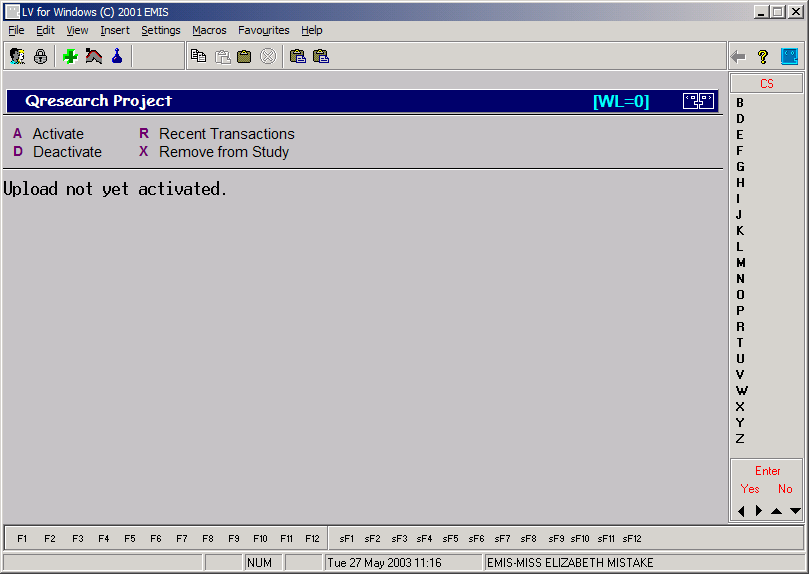 LV for Windows (C) 2001 EMIS
File Edit View Insert Settings Macros Favourites Help
Qresearch Project [WL=0]
A Activate R Recent Transactions
D Deactivate X Remove from Study
Upload not yet activated.
CS
B
D
E
F
G
H
I
J
K
L
M
N
O
P
R
T
U
V
W
X
Y
Z
Enter
Yes No
F1 F2 F3 F4 F5 F6 F7 F8 F9 F10 F11 F12 sF1 sF2 sF3 sF4 sF5 sF6 sF7 sF8 sF9 sF10 sF11 sF12
NUM Tue 27 May 2003 11:16 EMIS-MISS ELIZABETH MISTAKE